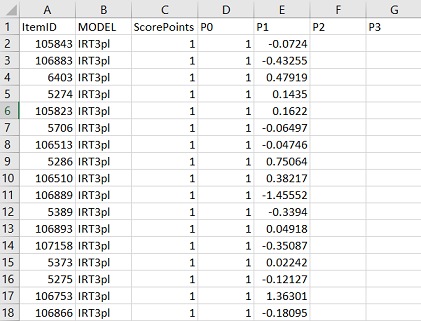 A B C D E F G
1 ItemID MODEL ScorePoints P0 P1 P2 P3
2 105843 IRT3pl 1 1 -0.0724
3 106883 IRT3pl 1 1 -0.43255
4 6403 IRT3pl 1 1 0.47919
5 5274 IRT3pl 1 1 0.1435
6 105823 IRT3pl 1 1 0.1622
7 5706 IRT3pl 1 1 -0.06497
8 106513 IRT3pl 1 1 -0.04746
9 5286 IRT3pl 1 1 0.75064
10 106510 IRT3pl 1 1 0.38217
11 106889 IRT3pl 1 1 -1.45552
12 5389 IRT3pl 1 1 -0.3394
13 106893 IRT3pl 1 1 0.04918
14 107158 IRT3pl 1 1 -0.35087
15 5373 IRT3pl 1 1 0.02242
16 5275 IRT3pl 1 1 -0.12127
17 106753 IRT3pl 1 1 1.36301
18 106866 IRT3pl 1 1 -0.18095